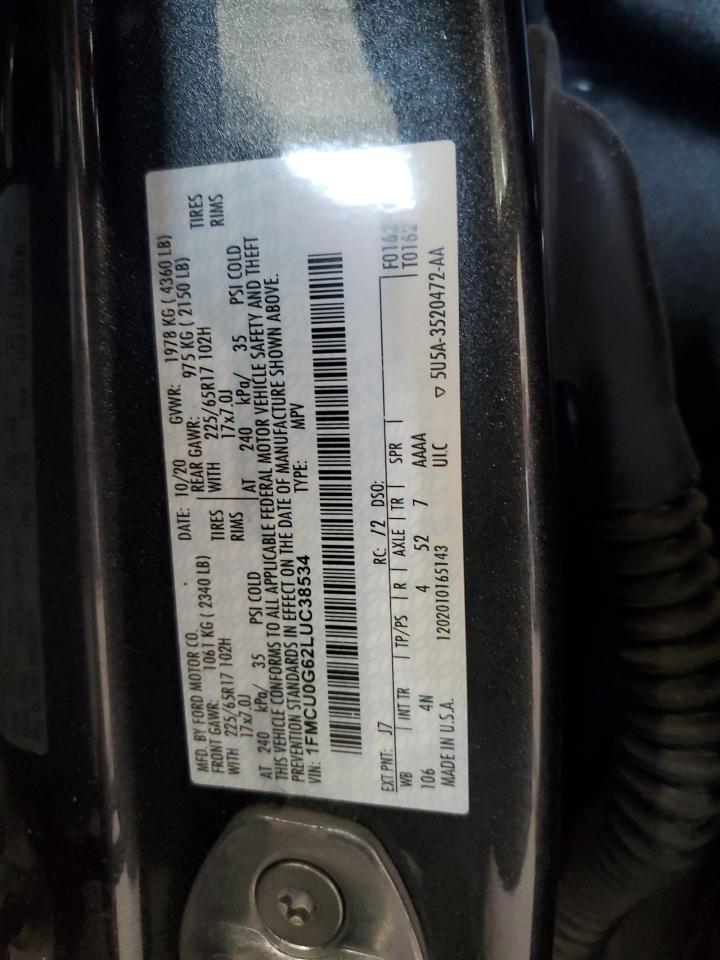 MFD. BY FORD MOTOR CO. DATE: 10/20 GVWR: 1978 KG ( 4360 LB)
FRONT GAWR: 1061 KG ( 2340 LB) REAR GAWR: 975 KG ( 2150 LB)
WITH 225/65R17 102H TIRES WITH 225/65R17 102H TIRES
17x7.0J RIMS 17x7.0J RIMS
AT 240 kPa/ 35 PSI COLD AT 240 kPa/ 35 PSI COLD
THIS VEHICLE CONFORMS TO ALL APPLICABLE FEDERAL MOTOR VEHICLE SAFETY AND THEFT
PREVENTION STANDARDS IN EFFECT ON THE DATE OF MANUFACTURE SHOWN ABOVE.
VIN: 1FMCU0G62LUC38534 TYPE: MPV
EXT PNT: J7 RC: /2 DSO: F0162
WB INT TR TP/PS R AXLE TR SPR T0162
106 4N 4 52 7 AAAA
MADE IN U.S.A. 1202010165143 UIC ▽ 5U5A-3520472-AA